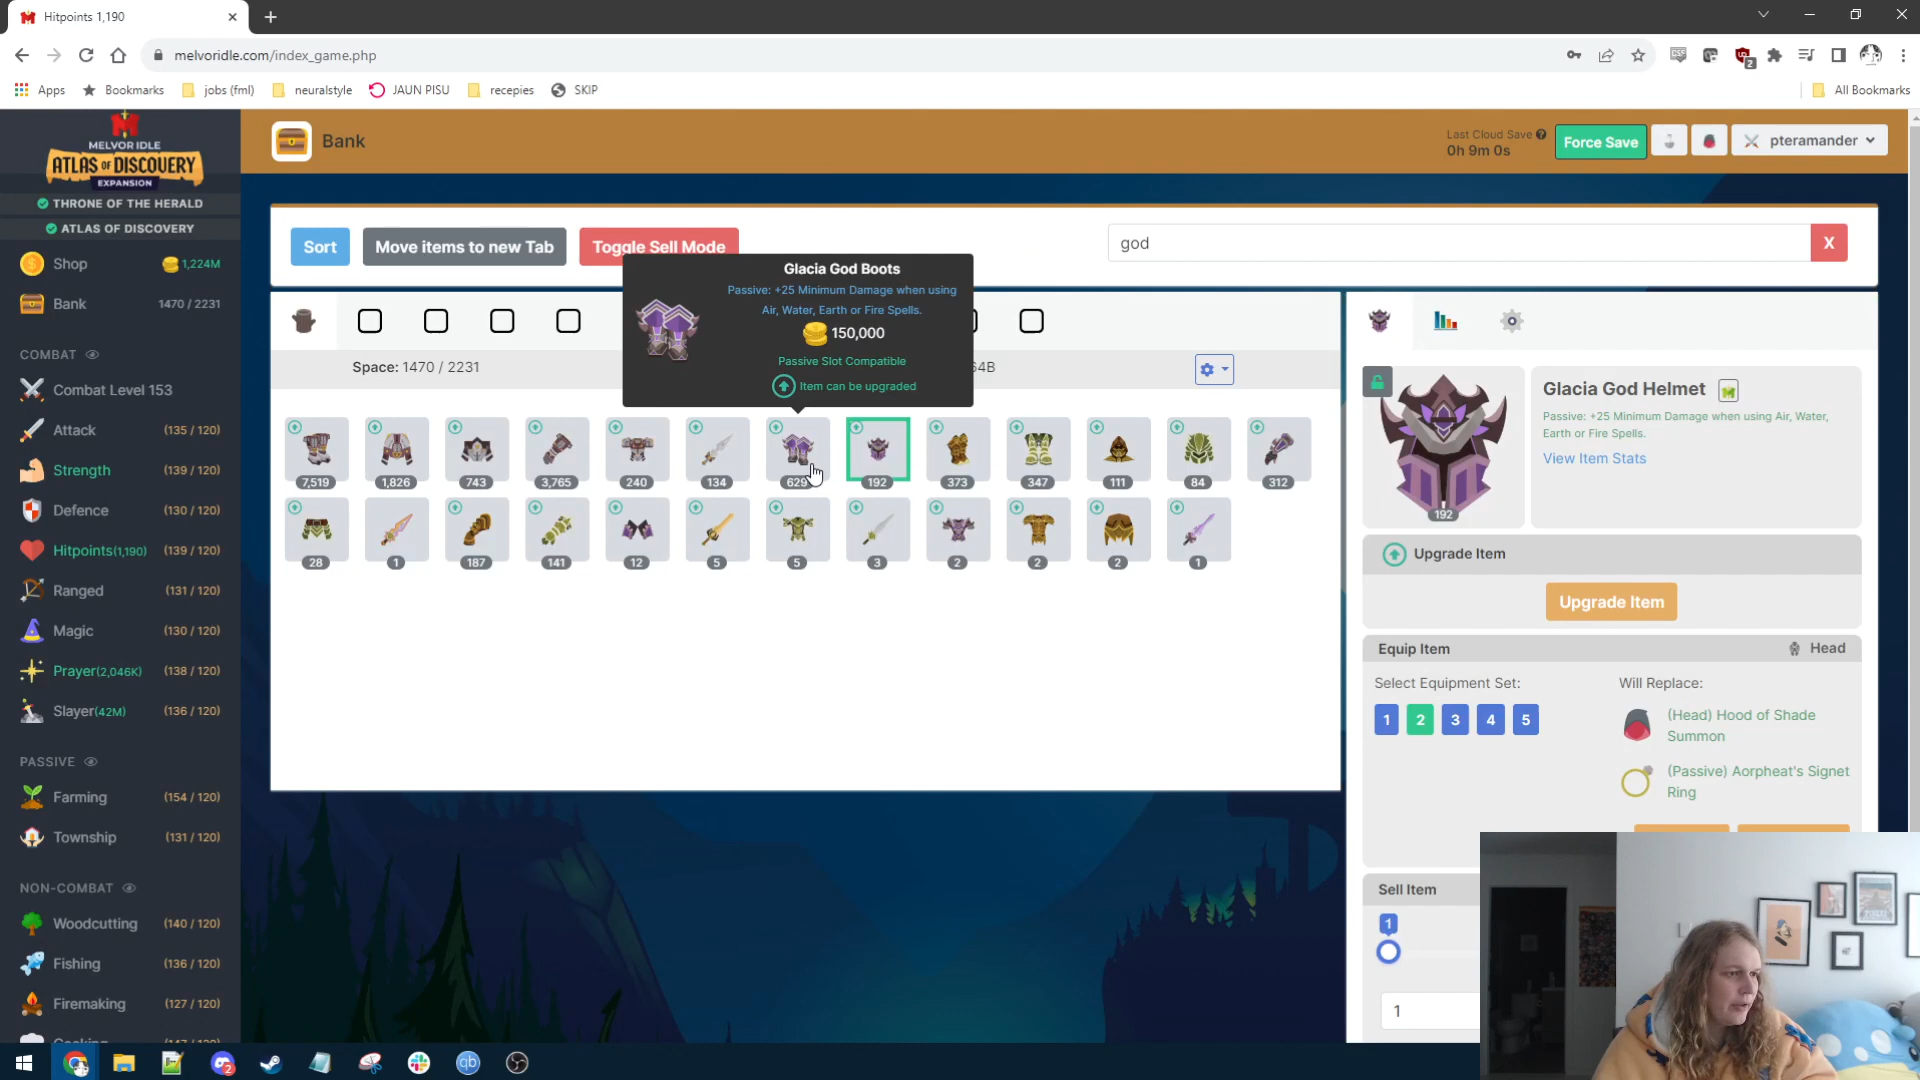 Hitpoints 1,190
melvoridle.com/index_game.php
Apps
Bookmarks
jobs (fml)
neuralstyle
JAUN PISU
recepies
SKIP
All Bookmarks
2
MELVOR IDLE
ATLAS OF DISCOVERY
EXPANSION
THRONE OF THE HERALD
ATLAS OF DISCOVERY
Shop 1,224M
Bank 1470 / 2231
COMBAT
Combat Level 153
Attack (135 / 120)
Strength (139 / 120)
Defence (130 / 120)
Hitpoints(1,190) (139 / 120)
Ranged (131 / 120)
Magic (130 / 120)
Prayer(2,046K) (138 / 120)
Slayer(42M) (136 / 120)
PASSIVE
Farming (154 / 120)
Township (131 / 120)
NON-COMBAT
Woodcutting (140 / 120)
Fishing (136 / 120)
Firemaking (127 / 120)
Bank
Last Cloud Save
0h 9m 0s
Force Save
pteramander
Sort
Move items to new Tab
Toggle Sell Mode
god
X
Glacia God Boots
Passive: +25 Minimum Damage when using
Air, Water, Earth or Fire Spells.
150,000
Passive Slot Compatible
Item can be upgraded
Space: 1470 / 2231
64B
7,519 1,826 743 3,765 240 134 629 192 373 347 111 84 312
28 1 187 141 12 5 5 3 2 2 2 1
Glacia God Helmet
Passive: +25 Minimum Damage when using Air, Water,
Earth or Fire Spells.
View Item Stats
192
Upgrade Item
Upgrade Item
Equip Item
Head
Select Equipment Set:
1 2 3 4 5
Will Replace:
(Head) Hood of Shade
Summon
(Passive) Aorpheat's Signet
Ring
Sell Item
1
1
2
qb